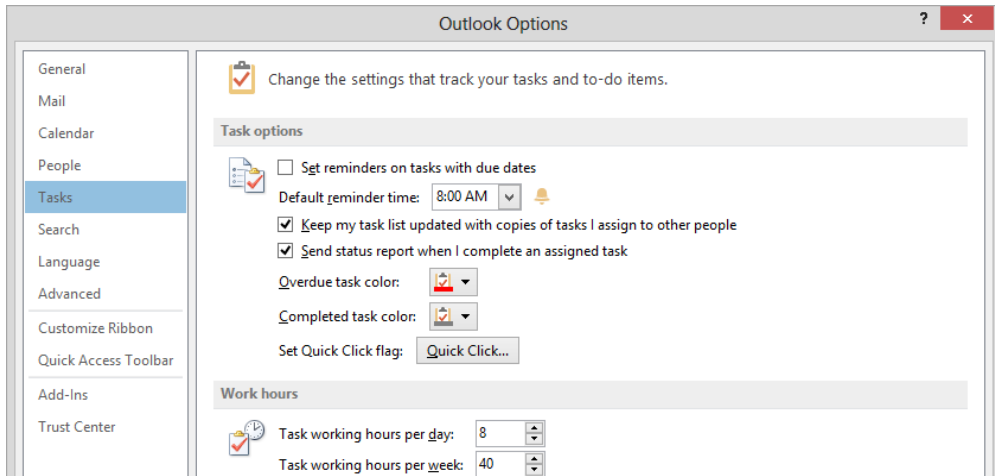 Outlook Options
?
General
Mail
Calendar
People
Tasks
Search
Language
Advanced
Customize Ribbon
Quick Access Toolbar
Add-Ins
Trust Center
Change the settings that track your tasks and to-do items.
Task options
Set reminders on tasks with due dates
Default reminder time: 8:00 AM
Keep my task list updated with copies of tasks I assign to other people
Send status report when I complete an assigned task
Overdue task color:
Completed task color:
Set Quick Click flag: Quick Click...
Work hours
Task working hours per day: 8
Task working hours per week: 40